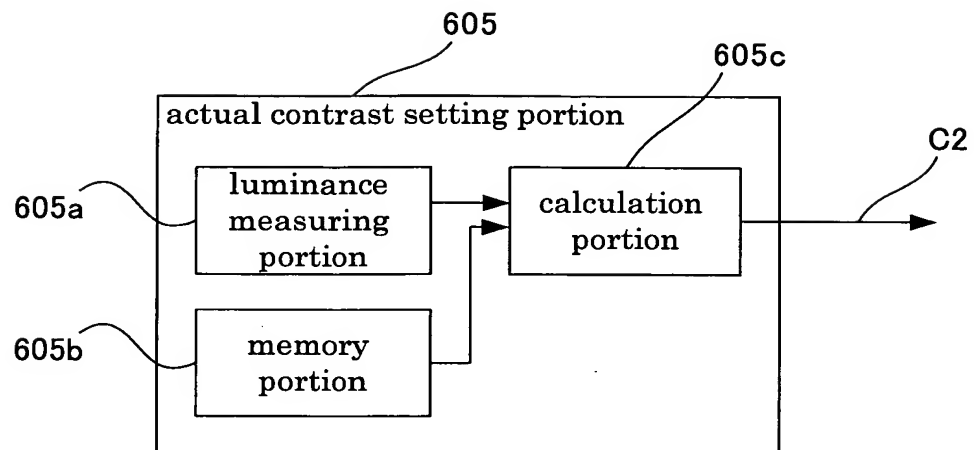 605
605c
actual contrast setting portion
C2
luminance
measuring
portion
calculation
portion
605a
memory
portion
605b